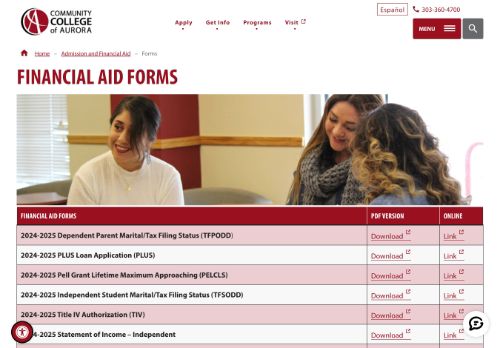 COMMUNITY
COLLEGE
of AURORA
Español
303-360-4700
Apply
Get Info
Programs
Visit
MENU
Home » Admission and Financial Aid » Forms
FINANCIAL AID FORMS
FINANCIAL AID FORMS PDF VERSION ONLINE
2024-2025 Dependent Parent Marital/Tax Filing Status (TFPODD) Download Link
2024-2025 PLUS Loan Application (PLUS) Download Link
2024-2025 Pell Grant Lifetime Maximum Approaching (PELCLS) Download Link
2024-2025 Independent Student Marital/Tax Filing Status (TFSODD) Download Link
2024-2025 Title IV Authorization (TIV) Download Link
2024-2025 Statement of Income – Independent Download Link